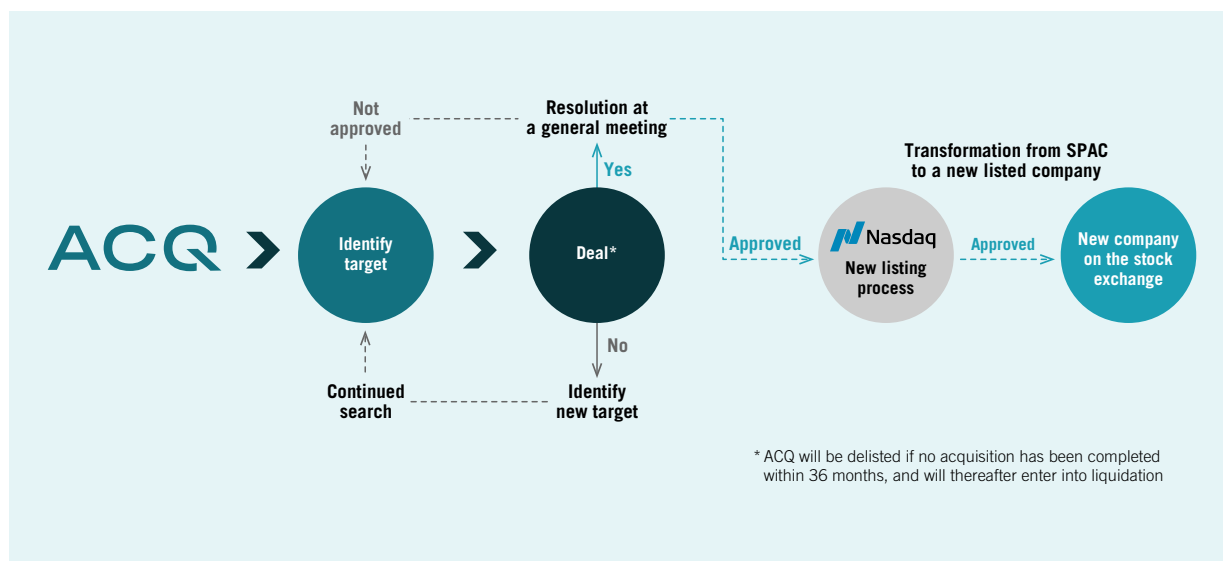 Not
approved
Resolution at
a general meeting
Yes
Transformation from SPAC
to a new listed company
ACQ
Identify
target
Deal*
Approved
Nasdaq
New listing
process
Approved
New company
on the stock
exchange
No
Continued
search
Identify
new target
* ACQ will be delisted if no acquisition has been completed
within 36 months, and will thereafter enter into liquidation